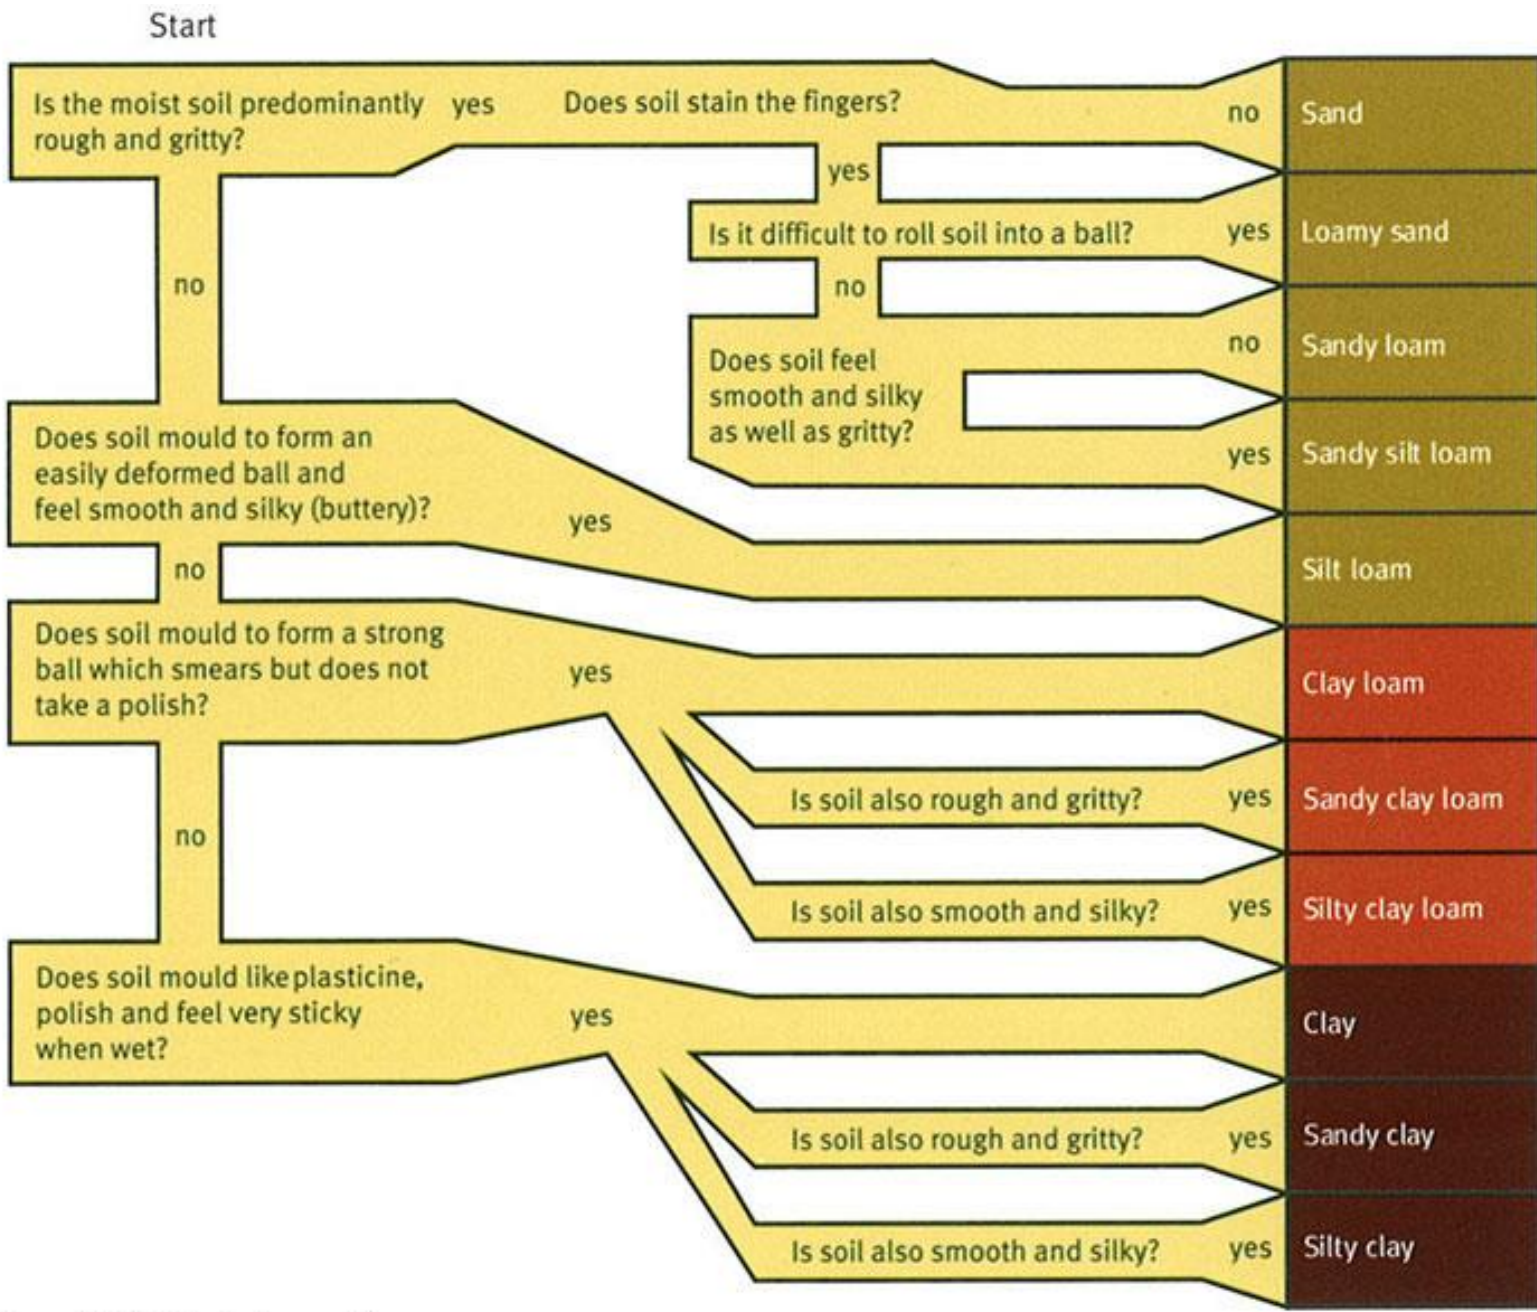 Start
Is the moist soil predominantly
rough and gritty?
yes
Does soil stain the fingers?
no
Sand
yes
Is it difficult to roll soil into a ball?
yes
Loamy sand
no
no
Does soil feel
smooth and silky
as well as gritty?
no
Sandy loam
yes
Sandy silt loam
Does soil mould to form an
easily deformed ball and
feel smooth and silky (buttery)?
yes
Silt loam
no
Does soil mould to form a strong
ball which smears but does not
take a polish?
yes
Clay loam
Is soil also rough and gritty?
yes
Sandy clay loam
no
Is soil also smooth and silky?
yes
Silty clay loam
Does soil mould like plasticine,
polish and feel very sticky
when wet?
yes
Clay
Is soil also rough and gritty?
yes
Sandy clay
Is soil also smooth and silky?
yes
Silty clay